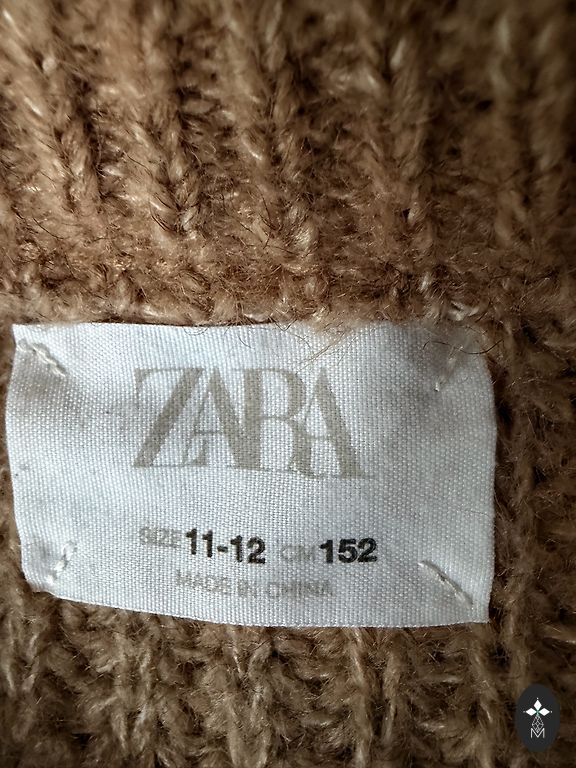 ZARA
SIZE 11-12 CM 152
MADE IN CHINA
M